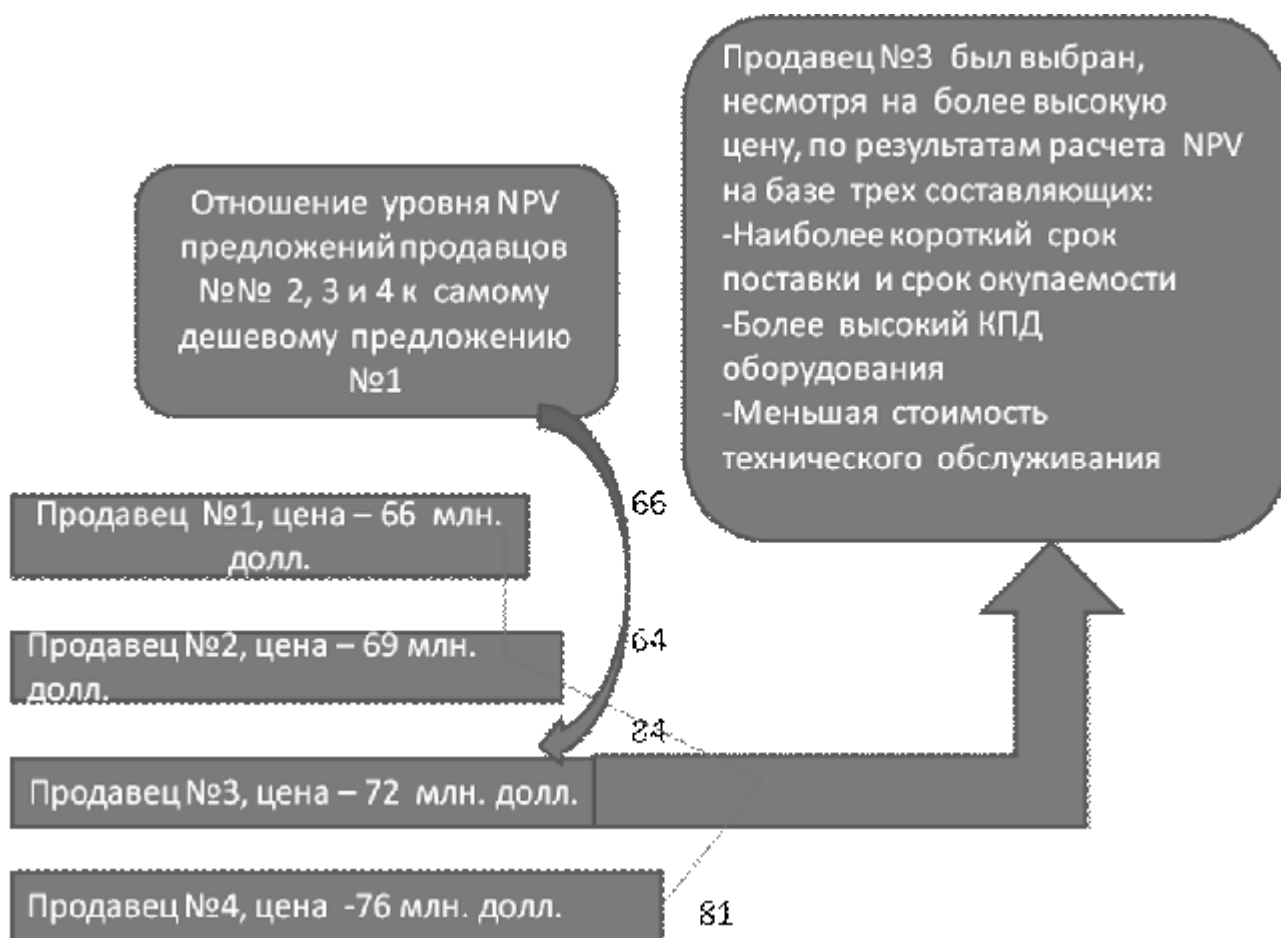 Продавец №3 был выбран,
несмотря на более высокую
цену, по результатам расчета NPV
на базе трех составляющих:
-Наиболее короткий срок
поставки и срок окупаемости
-Более высокий КПД
оборудования
-Меньшая стоимость
технического обслуживания
Отношение уровня NPV
предложений продавцов
№№ 2, 3 и 4 к самому
дешевому предложению
№1
66
Продавец №1, цена – 66 млн.
долл.
64
Продавец №2, цена – 69 млн.
долл.
84
Продавец №3, цена – 72 млн. долл.
Продавец №4, цена -76 млн. долл.
81